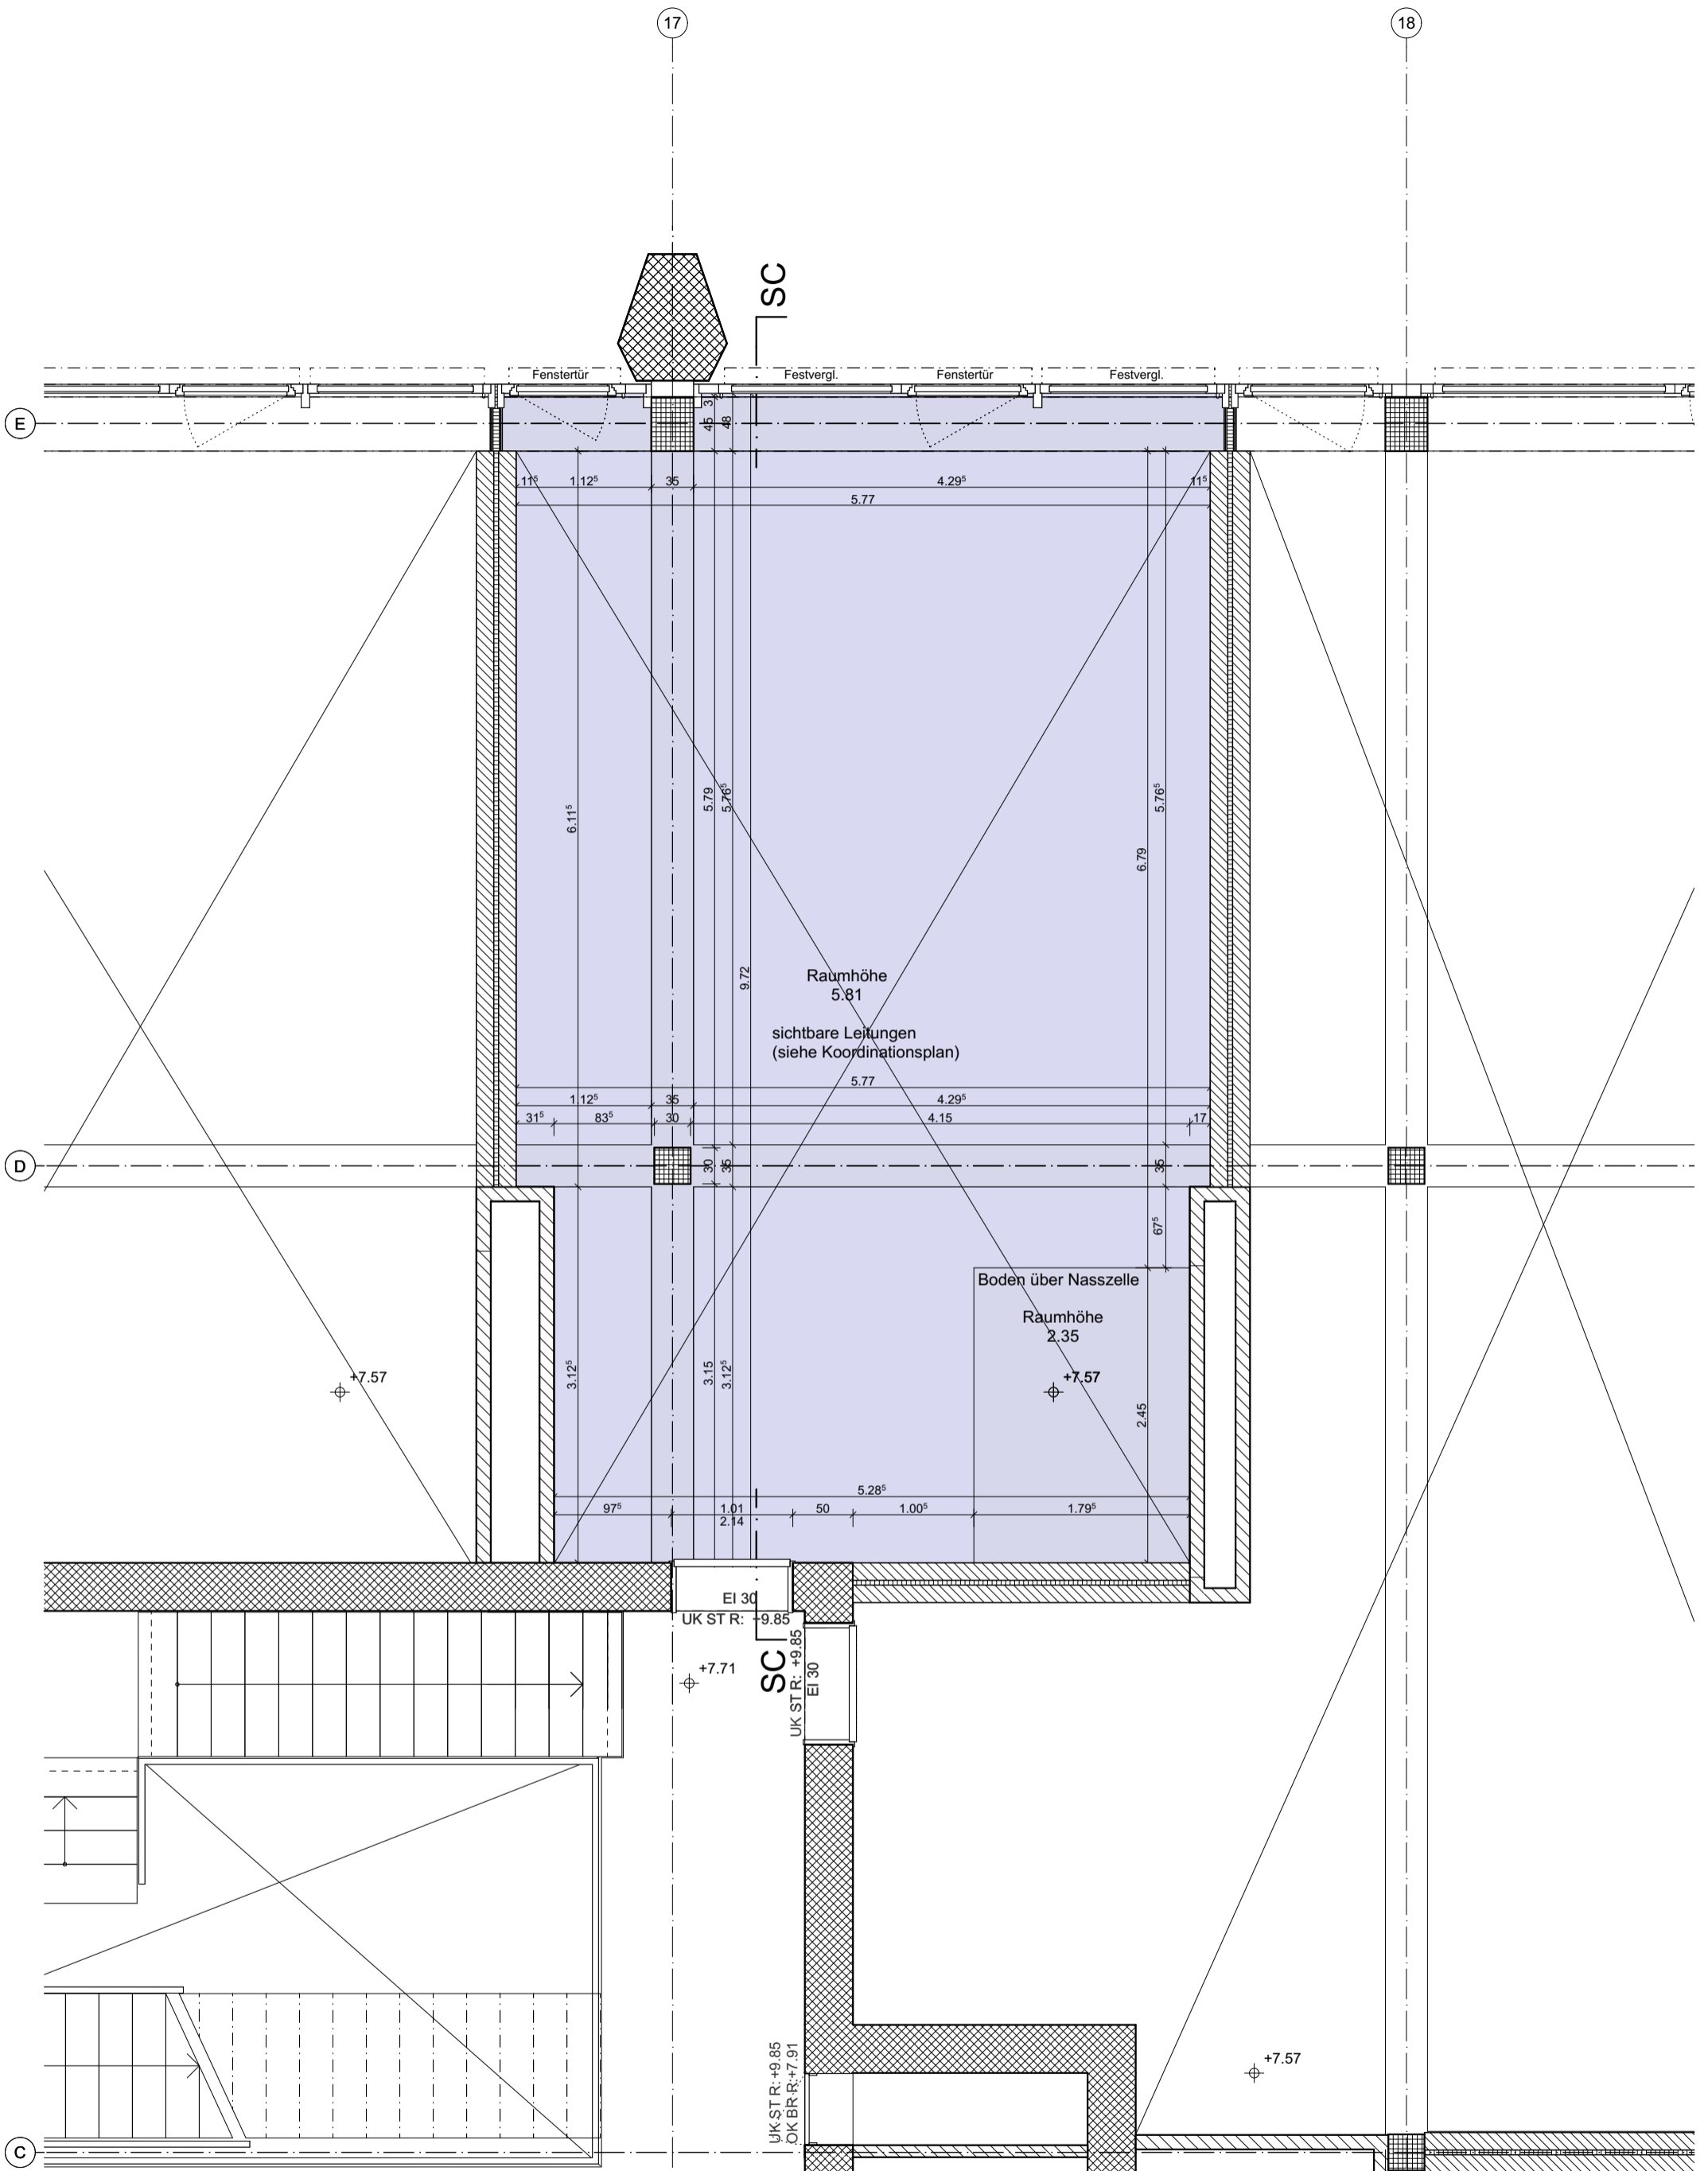 17
18
SC
Fenstertür
Festvergl.
Fenstertür
Festvergl.
E
3
45
48
11⁵
1.12⁵
35
4.29⁵
11⁵
5.77
6.11⁵
5.79
5.76⁵
5.76⁵
6.79
9.72
Raumhöhe
5.81
sichtbare Leitungen
(siehe Koordinationsplan)
5.77
1.12⁵
35
4.29⁵
31⁵
83⁵
30
4.15
17
D
30
35
35
67⁵
Boden über Nasszelle
Raumhöhe
2.35
+7.57
+7.57
3.12⁵
3.15
3.12⁵
2.45
5.28⁵
97⁵
1.01
2.14
50
1.00⁵
1.79⁵
EI 30
UK ST R: +9.85
SC
+7.71
UK ST R: +9.85
EI 30
UK ST R: +9.85
OK BR R:+7.91
+7.57
C